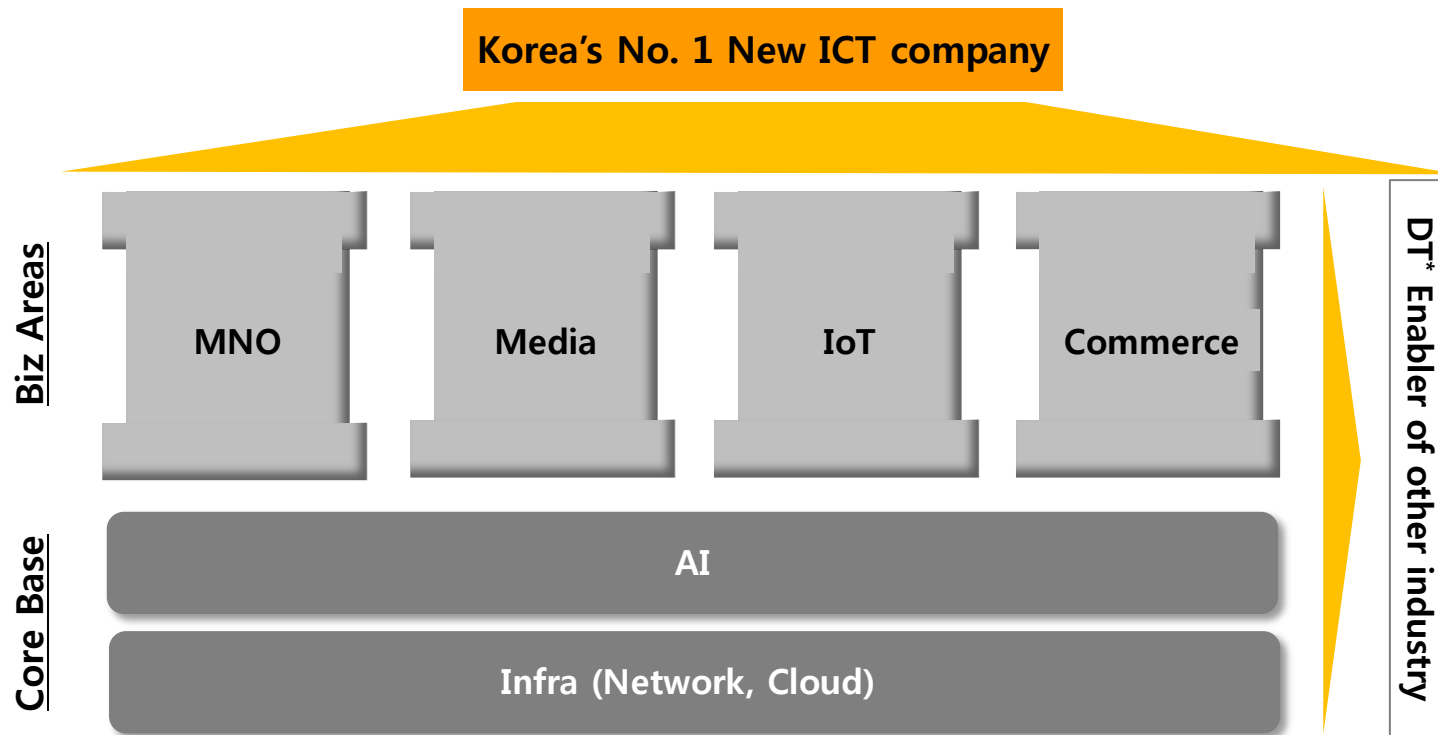 Korea’s No. 1 New ICT company
Biz Areas
MNO
Media
IoT
Commerce
DT* Enabler of other industry
Core Base
AI
Infra (Network, Cloud)